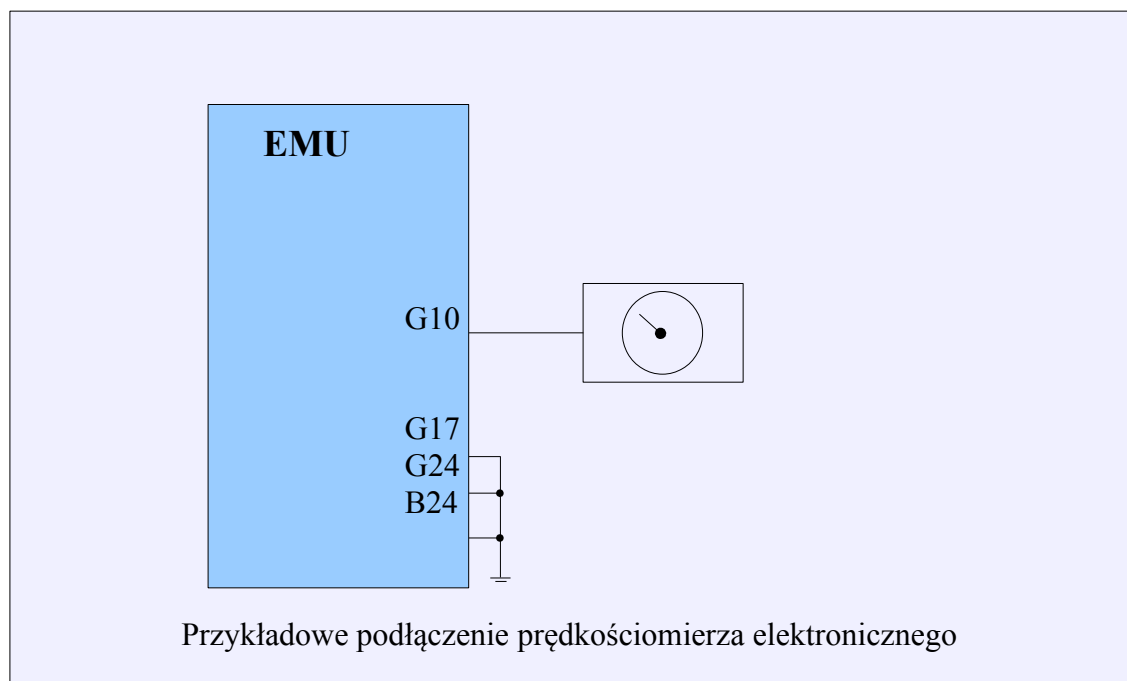 EMU
G10
G17
G24
B24
Przykładowe podłączenie prędkościomierza elektronicznego